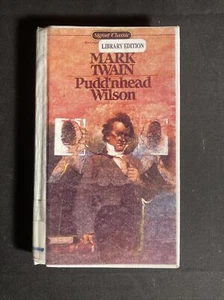 Signet Classic
LIBRARY EDITION
MARK
TWAIN
Pudd'nhead
Wilson